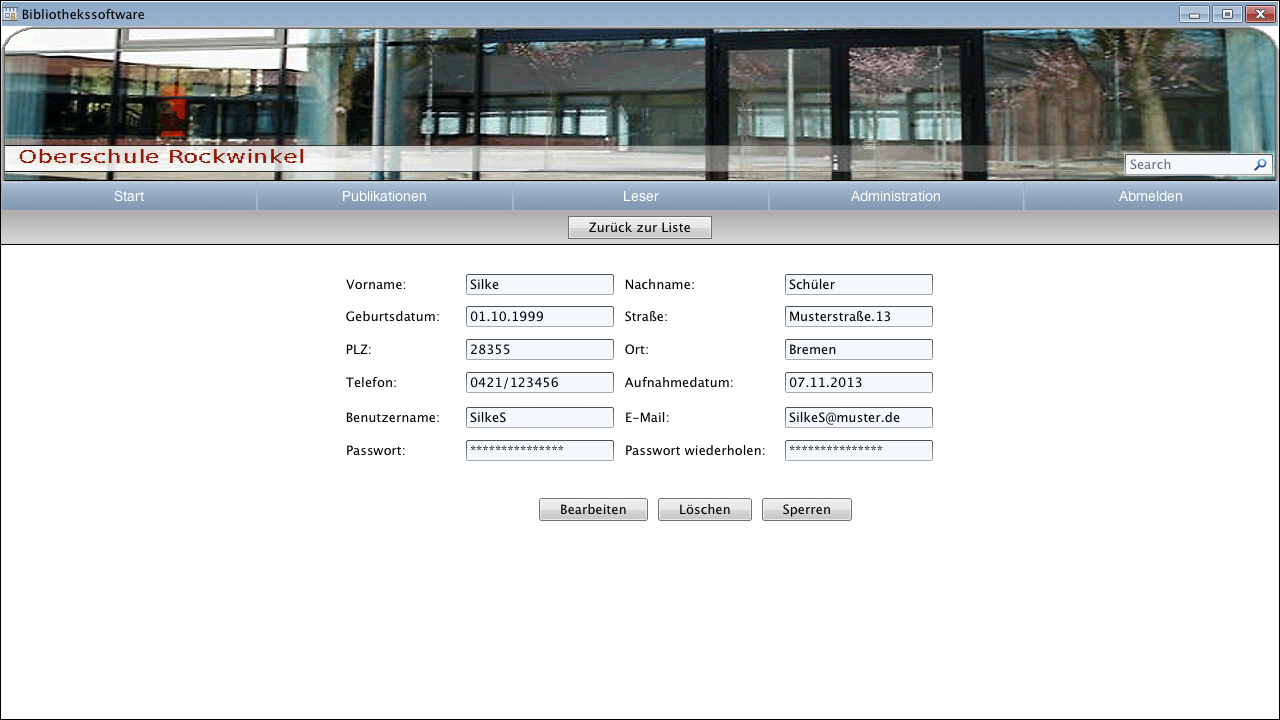 Bibliothekssoftware
Oberschule Rockwinkel
Search
Start Publikationen Leser Administration Abmelden
Zurück zur Liste
Vorname: Silke Nachname: Schüler
Geburtsdatum: 01.10.1999 Straße: Musterstraße.13
PLZ: 28355 Ort: Bremen
Telefon: 0421/123456 Aufnahmedatum: 07.11.2013
Benutzername: SilkeS E-Mail: SilkeS@muster.de
Passwort: *************** Passwort wiederholen: ***************
Bearbeiten Löschen Sperren